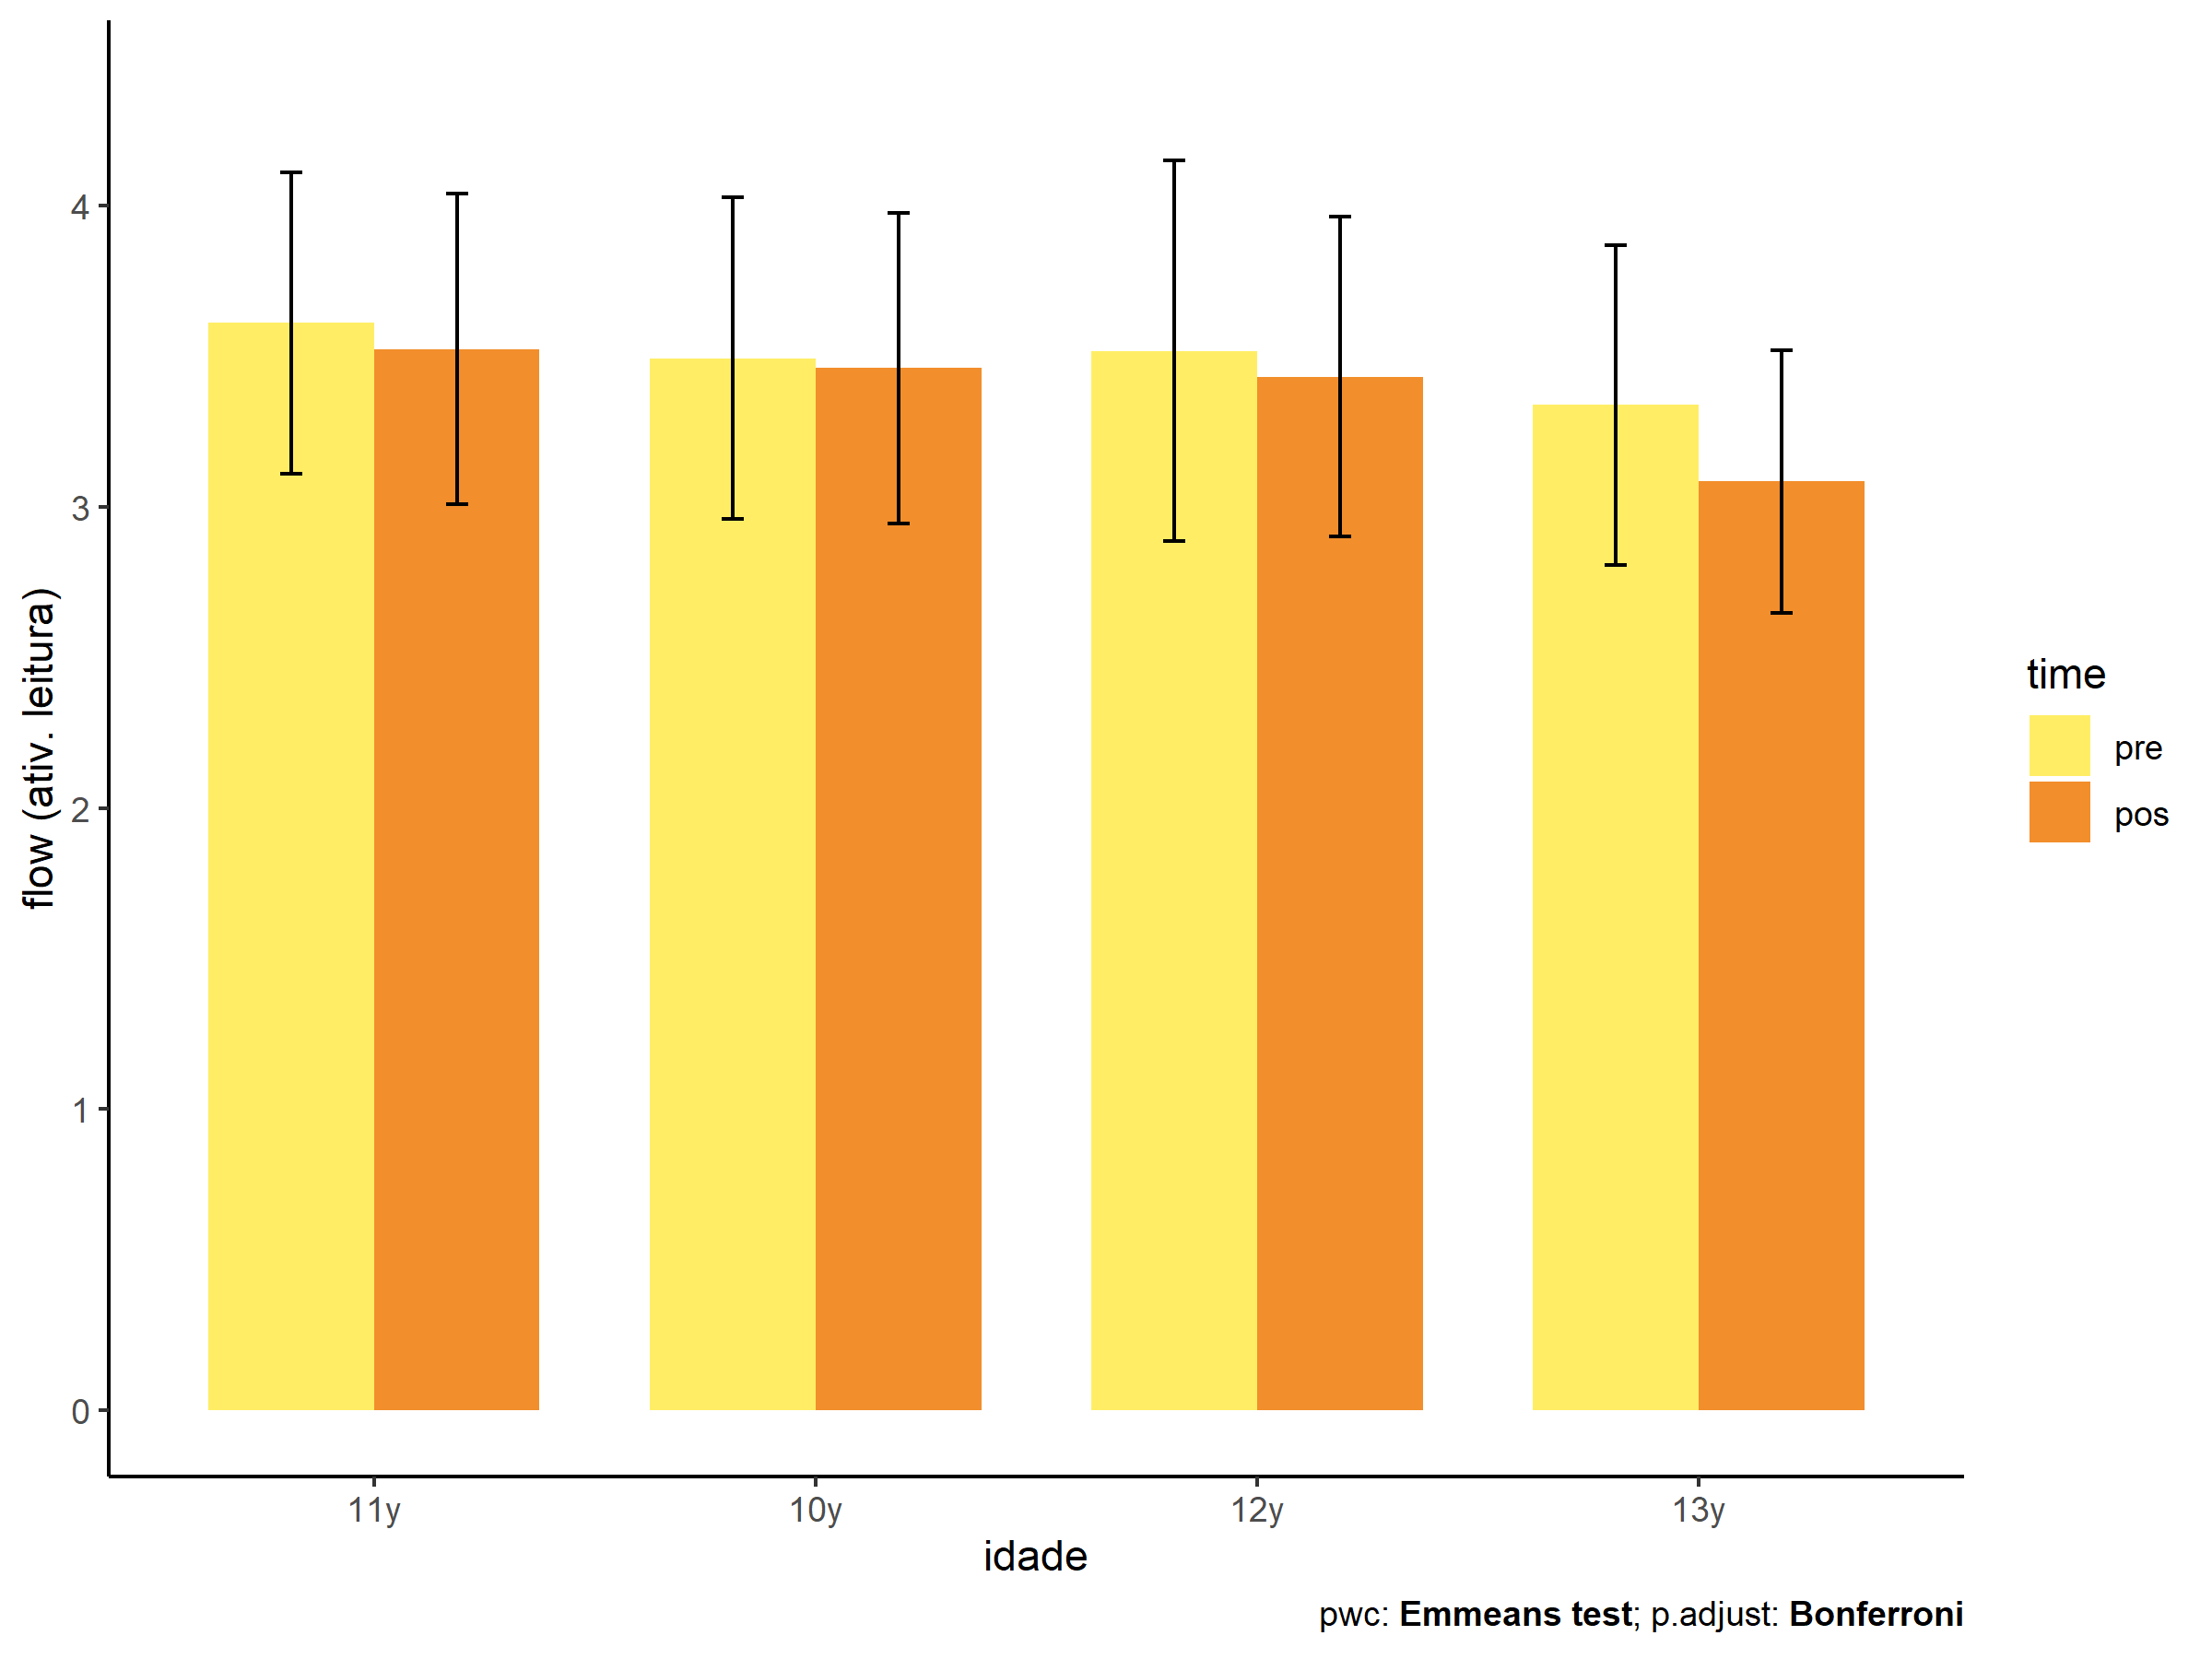 flow (ativ. leitura)
4
3
2
1
0
11y
10y
12y
13y
idade
time
pre
pos
pwc: Emmeans test; p.adjust: Bonferroni